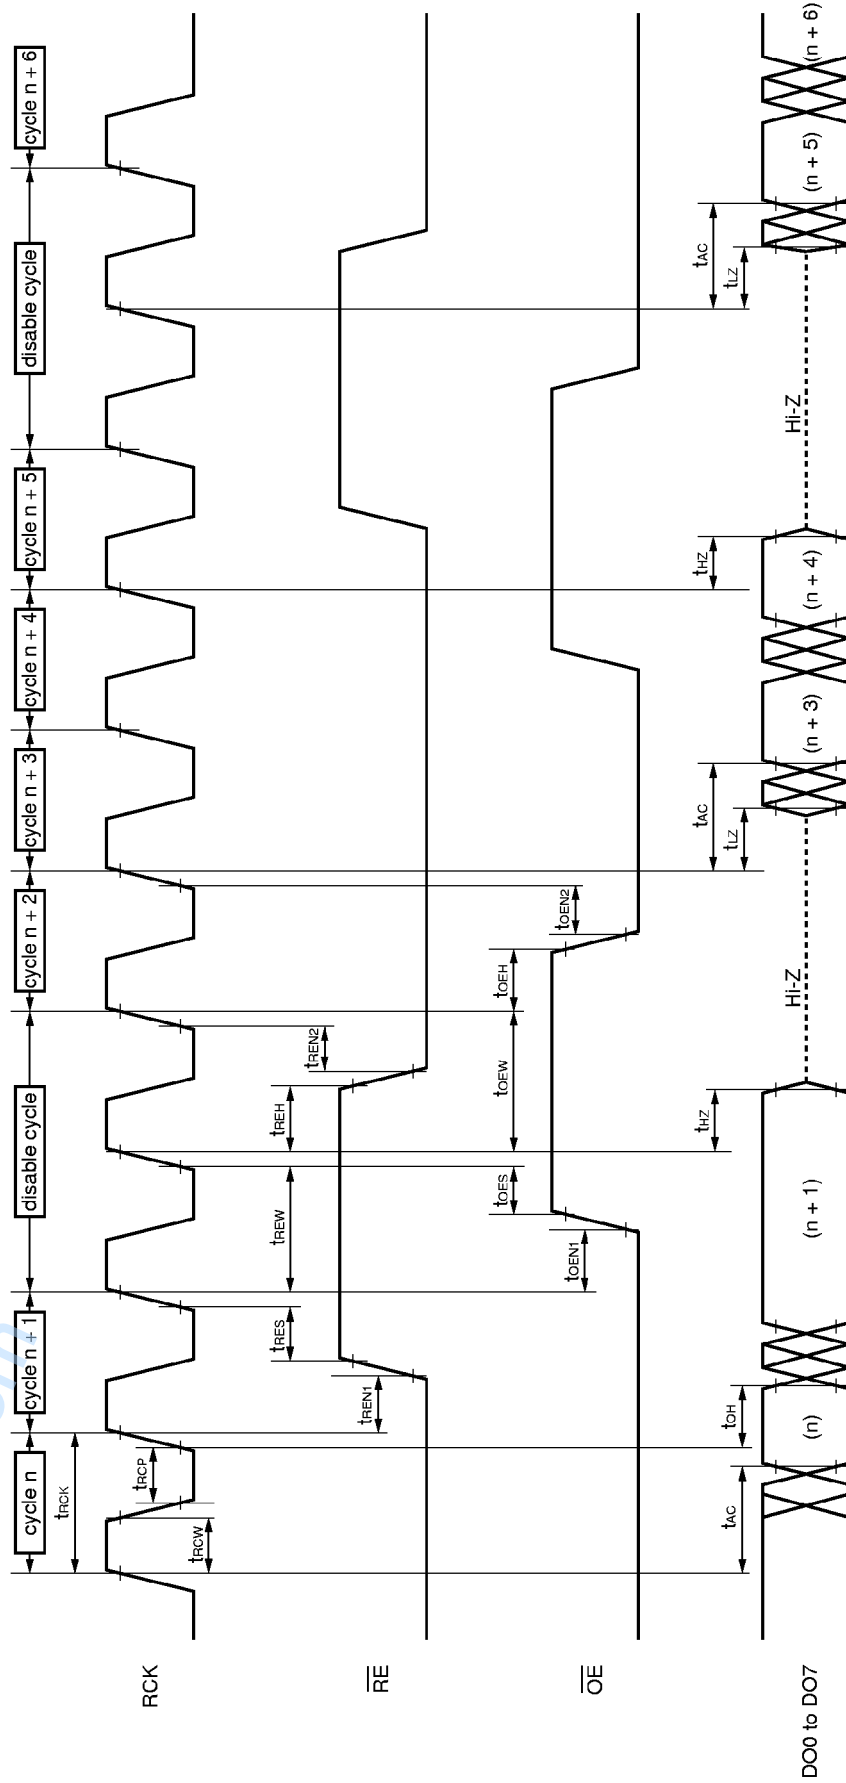 cycle n
cycle n + 1
disable cycle
cycle n + 2
cycle n + 3
cycle n + 4
cycle n + 5
disable cycle
cycle n + 6
tRCK
RCK
tRCW
tRCP
RE
tREN1
tRES
tREW
tREH
tREN2
OE
tOEN1
tOES
tOEW
tOEH
tOEN2
tAC
tOH
tHZ
tLZ
tAC
tHZ
tLZ
tAC
DO0 to DO7
(n)
(n + 1)
Hi-Z
(n + 3)
(n + 4)
Hi-Z
(n + 5)
(n + 6)